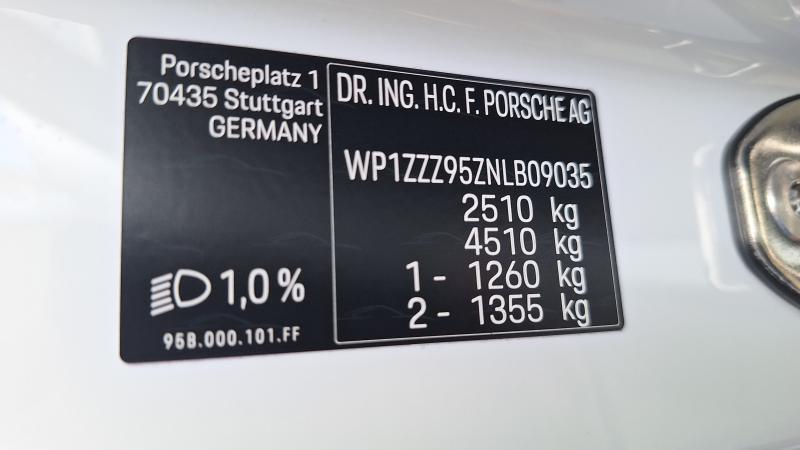 Porscheplatz 1
70435 Stuttgart
GERMANY
1,0 %
95B.000.101.FF
DR. ING. H.C. F. PORSCHE AG
WP1ZZZ95ZNLB09035
2510 kg
4510 kg
1 - 1260 kg
2 - 1355 kg